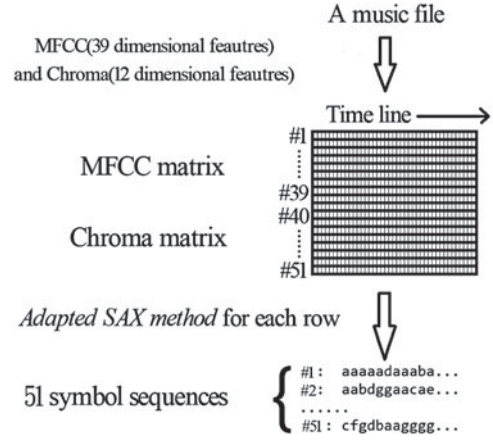 A music file
MFCC(39 dimensional feautres)
and Chroma(12 dimensional feautres)
Time line
#1
MFCC matrix
#39
#40
Chroma matrix
#51
Adapted SAX method for each row
51 symbol sequences
#1: aaaaadaaaba...
#2: aabdggaacae...
......
#51: cfgdbaagggg...